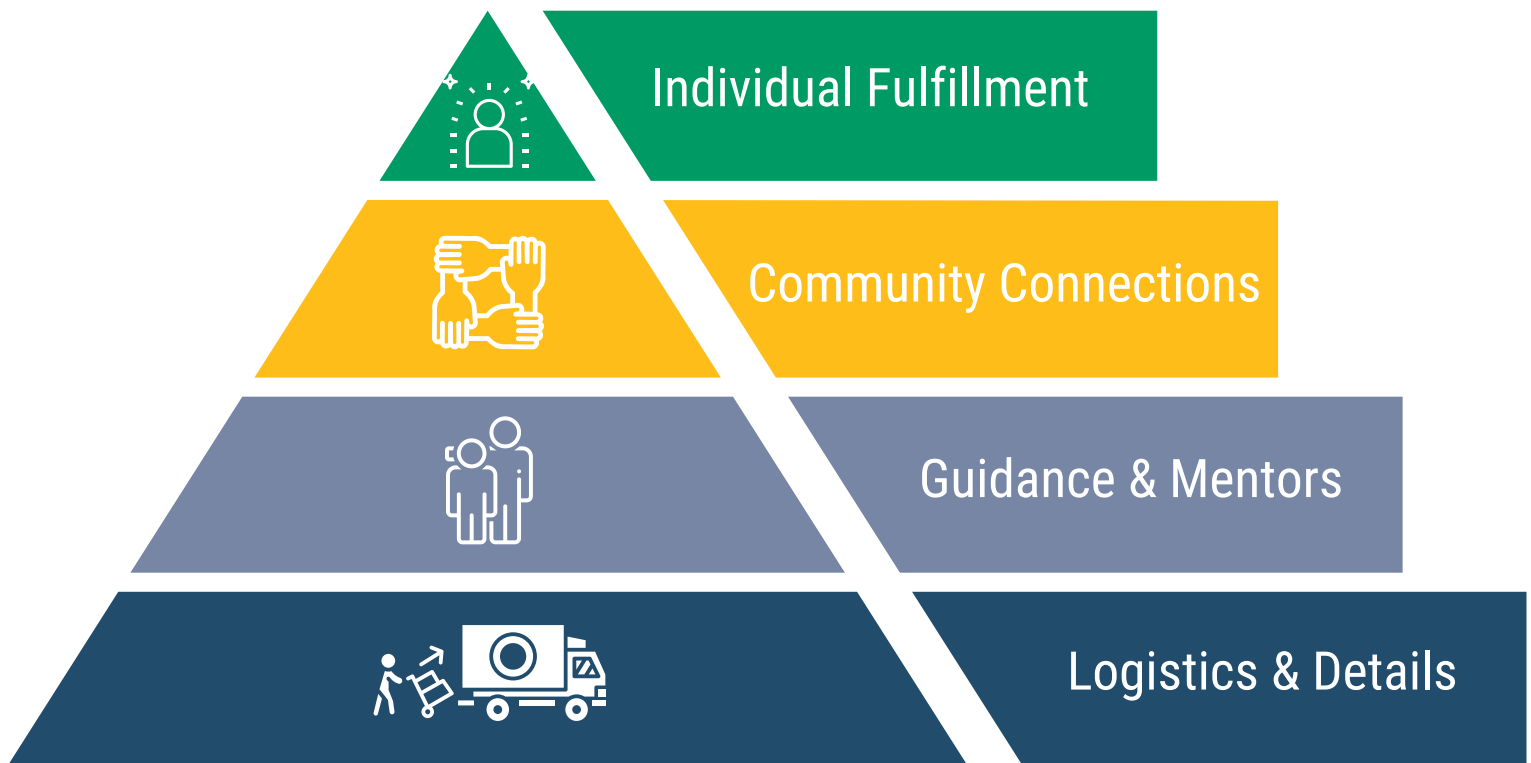 Individual Fulfillment
Community Connections
Guidance & Mentors
Logistics & Details